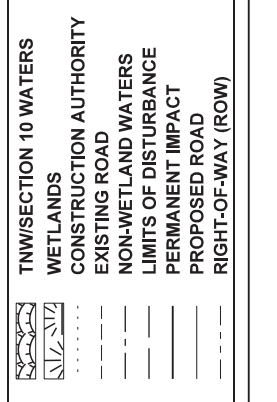 TNW/SECTION 10 WATERS
WETLANDS
CONSTRUCTION AUTHORITY
EXISTING ROAD
NON-WETLAND WATERS
LIMITS OF DISTURBANCE
PERMANENT IMPACT
PROPOSED ROAD
RIGHT-OF-WAY (ROW)